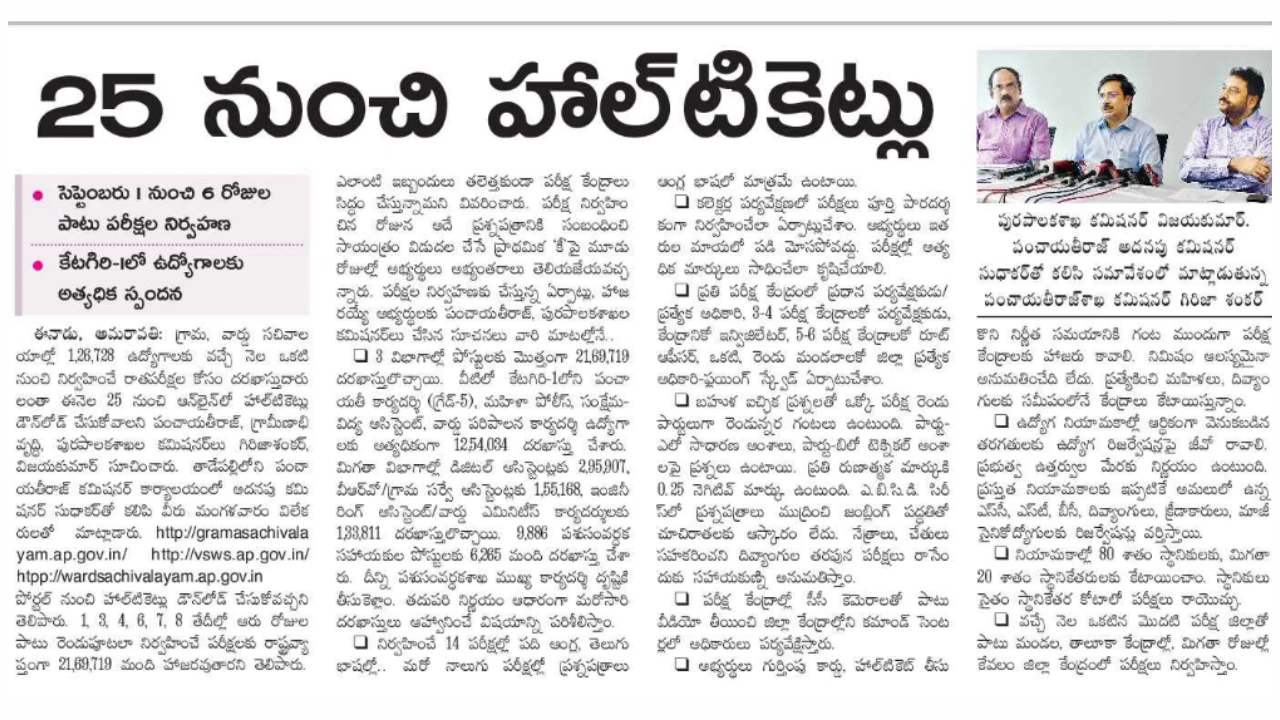 25 నుంచి హాల్‌టికెట్లు
● సెప్టెంబరు 1 నుంచి 6 రోజుల
పాటు పరీక్షల నిర్వహణ
● కేటగిరి-1లో ఉద్యోగాలకు
అత్యధిక స్పందన
ఈనాడు, అమరావతి: గ్రామ, వార్డు సచివాల
యాల్లో 1,26,728 ఉద్యోగాలకు వచ్చే నెల ఒకటి
నుంచి నిర్వహించే రాతపరీక్షల కోసం దరఖాస్తుదారు
లంతా ఈనెల 25 నుంచి ఆన్‌లైన్‌లో హాల్‌టికెట్లు
డౌన్‌లోడ్ చేసుకోవాలని పంచాయతీరాజ్, గ్రామీణాభి
వృద్ధి, పురపాలకశాఖల కమిషనర్‌లు గిరిజాశంకర్,
విజయకుమార్ సూచించారు. తాడేపల్లిలోని పంచా
యతీరాజ్ కమిషనర్ కార్యాలయంలో అదనపు కమి
షనర్ సుధాకర్‌తో కలిపి వీరు మంగళవారం విలేక
రులతో మాట్లాడారు. http://gramasachivala
yam.ap.gov.in/ http://vsws.ap.gov.in/
htpp://wardsachivalayam.ap.gov.in
పోర్టల్ నుంచి హాల్‌టికెట్లు డౌన్‌లోడ్ చేసుకోవచ్చని
తెలిపారు. 1, 3, 4, 6, 7, 8 తేదీల్లో ఆరు రోజుల
పాటు రెండుపూటలా నిర్వహించే పరీక్షలకు రాష్ట్రవ్యా
ప్తంగా 21,69,719 మంది హాజరవుతారని తెలిపారు.
ఎలాంటి ఇబ్బందులు తలెత్తకుండా పరీక్ష కేంద్రాలు
సిద్ధం చేస్తున్నామని వివరించారు. పరీక్ష నిర్వహిం
చిన రోజున అదే ప్రశ్నపత్రానికి సంబంధించి
సాయంత్రం విడుదల చేసే ప్రాథమిక 'కీ'పై మూడు
రోజుల్లో అభ్యర్థులు అభ్యంతరాలు తెలియజేయవచ్చ
న్నారు. పరీక్షల నిర్వహణకు చేస్తున్న ఏర్పాట్లు, హాజ
రయ్యే అభ్యర్థులకు పంచాయతీరాజ్, పురపాలకశాఖల
కమిషనర్‌లు చేసిన సూచనలు వారి మాటల్లోనే..
❑ 3 విభాగాల్లో పోస్టులకు మొత్తంగా 21,69,719
దరఖాస్తులొచ్చాయి. వీటిలో కేటగిరి-1లోని పంచా
యతీ కార్యదర్శి (గ్రేడ్-5), మహిళా పోలీస్, సంక్షేమ-
విద్య అసిస్టెంట్, వార్డు పరిపాలన కార్యదర్శి ఉద్యోగా
లకు అత్యధికంగా 12,54,034 దరఖాస్తు చేశారు.
మిగతా విభాగాల్లో డిజిటల్ అసిస్టెంట్లకు 2,95,907,
వీఆర్‌వో/గ్రామ సర్వే అసిస్టెంట్లకు 1,55,168, ఇంజినీ
రింగ్ అసిస్టెంట్/వార్డు ఎమినిటీస్ కార్యదర్శులకు
1,33,811 దరఖాస్తులొచ్చాయి. 9,886 పశుసంవర్ధక
సహాయకుల పోస్టులకు 6,265 మంది దరఖాస్తు చేశా
రు. దీన్ని పశుసంవర్ధకశాఖ ముఖ్య కార్యదర్శి దృష్టికి
తీసుకెళ్లాం. తదుపరి నిర్ణయం ఆధారంగా మరోసారి
దరఖాస్తులు ఆహ్వానించే విషయాన్ని పరిశీలిస్తాం.
❑ నిర్వహించే 14 పరీక్షల్లో పది ఆంగ్ల, తెలుగు
భాషల్లో.. మరో నాలుగు పరీక్షల్లో ప్రశ్నపత్రాలు
ఆంగ్ల భాషలో మాత్రమే ఉంటాయి.
❑ కలెక్టర్ల పర్యవేక్షణలో పరీక్షలు పూర్తి పారదర్శ
కంగా నిర్వహించేలా ఏర్పాట్లుచేశాం. అభ్యర్థులు ఇత
రుల మాయలో పడి మోసపోవద్దు. పరీక్షల్లో అత్య
ధిక మార్కులు సాధించేలా కృషిచేయాలి.
❑ ప్రతి పరీక్ష కేంద్రంలో ప్రధాన పర్యవేక్షకుడు/
ప్రత్యేక అధికారి, 3-4 పరీక్ష కేంద్రాలకో పర్యవేక్షకుడు,
కేంద్రానికో ఇన్విజిలేటర్, 5-6 పరీక్ష కేంద్రాలకో రూట్
ఆఫీసర్, ఒకటి, రెండు మండలాలకో జిల్లా ప్రత్యేక
అధికారి-ఫ్లయింగ్ స్క్వేడ్ ఏర్పాటుచేశాం.
❑ బహుళ ఐచ్ఛిక ప్రశ్నలతో ఒక్కో పరీక్ష రెండు
పార్టులుగా రెండున్నర గంటలు ఉంటుంది. పార్టు-
ఎలో సాధారణ అంశాలు, పార్టు-బిలో టెక్నికల్ అంశా
లపై ప్రశ్నలు ఉంటాయి. ప్రతి రుణాత్మక మార్కుకి
0.25 నెగిటివ్ మార్కు ఉంటుంది. ఎ.బి.సి.డి. సిరీ
స్‌లో ప్రశ్నపత్రాలు ముద్రించి జంబ్లింగ్ పద్ధతితో
చూచిరాతలకు ఆస్కారం లేదు. నేత్రాలు, చేతులు
సహకరించని దివ్యాంగుల తరఫున పరీక్షలు రాసేం
దుకు సహాయకుణ్ని అనుమతిస్తాం.
❑ పరీక్ష కేంద్రాల్లో సీసీ కెమెరాలతో పాటు
వీడియో తీయించి జిల్లా కేంద్రాల్లోని కమాండ్ సెంట
ర్లలో అధికారులు పర్యవేక్షిస్తారు.
❑ అభ్యర్థులు గుర్తింపు కార్డు, హాల్‌టికెట్ తీసు
పురపాలకశాఖ కమిషనర్ విజయకుమార్.
పంచాయతీరాజ్ అదనపు కమిషనర్
సుధాకర్‌తో కలిసి సమావేశంలో మాట్లాడుతున్న
పంచాయతీరాజ్‌శాఖ కమిషనర్ గిరిజా శంకర్
కొని నిర్ణీత సమయానికి గంట ముందుగా పరీక్ష
కేంద్రాలకు హాజరు కావాలి. నిమిషం ఆలస్యమైనా
అనుమతించేది లేదు. ప్రత్యేకించి మహిళలు, దివ్యాం
గులకు సమీపంలోనే కేంద్రాలు కేటాయిస్తున్నాం.
❑ ఉద్యోగ నియామకాల్లో ఆర్థికంగా వెనుకబడిన
తరగతులకు ఉద్యోగ రిజర్వేషన్లపై జీవో రావాలి.
ప్రభుత్వ ఉత్తర్వుల మేరకు నిర్ణయం ఉంటుంది.
ప్రస్తుత నియామకాలకు ఇప్పటికే అమలులో ఉన్న
ఎస్సీ, ఎస్టీ, బీసీ, దివ్యాంగులు, క్రీడాకారులు, మాజీ
సైనికోద్యోగులకు రిజర్వేషన్లు వర్తిస్తాయి.
❑ నియామకాల్లో 80 శాతం స్థానికులకు, మిగతా
20 శాతం స్థానికేతరులకు కేటాయించాం. స్థానికులు
సైతం స్థానికేతర కోటాలో పరీక్షలు రాయొచ్చు.
❑ వచ్చే నెల ఒకటిన మొదటి పరీక్ష జిల్లాతో
పాటు మండల, తాలూకా కేంద్రాల్లో, మిగతా రోజుల్లో
కేవలం జిల్లా కేంద్రంలో పరీక్షలు నిర్వహిస్తాం.